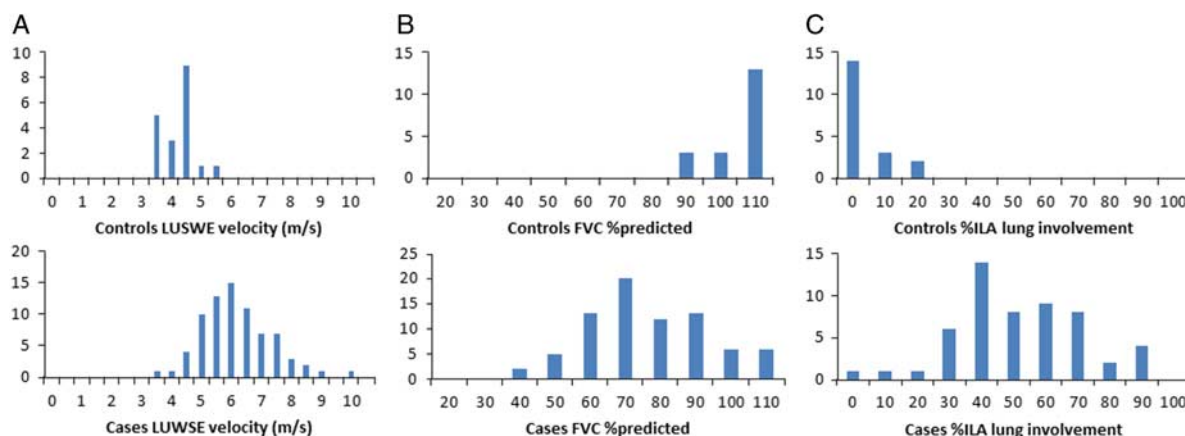 A
B
C
10
8
6
4
2
0
0 1 2 3 4 5 6 7 8 9 10
Controls LUSWE velocity (m/s)
15
10
5
0
20 30 40 50 60 70 80 90 100 110
Controls FVC %predicted
15
10
5
0
0 10 20 30 40 50 60 70 80 90 100
Controls %ILA lung involvement
20
15
10
5
0
0 1 2 3 4 5 6 7 8 9 10
Cases LUWSE velocity (m/s)
25
20
15
10
5
0
20 30 40 50 60 70 80 90 100 110
Cases FVC %predicted
15
10
5
0
0 10 20 30 40 50 60 70 80 90 100
Cases %ILA lung involvement